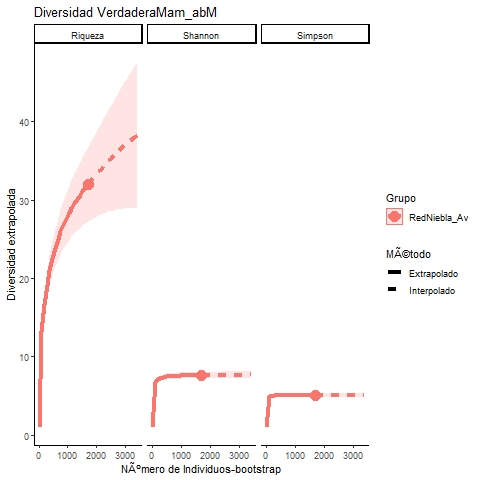 Diversidad VerdaderaMam_abM
Riqueza
Shannon
Simpson
Diversidad extrapolada
40
30
20
10
0
0 1000 2000 3000
0 1000 2000 3000
0 1000 2000 3000
NÃºmero de Individuos-bootstrap
Grupo
RedNiebla_Av
MÃ©todo
Extrapolado
Interpolado